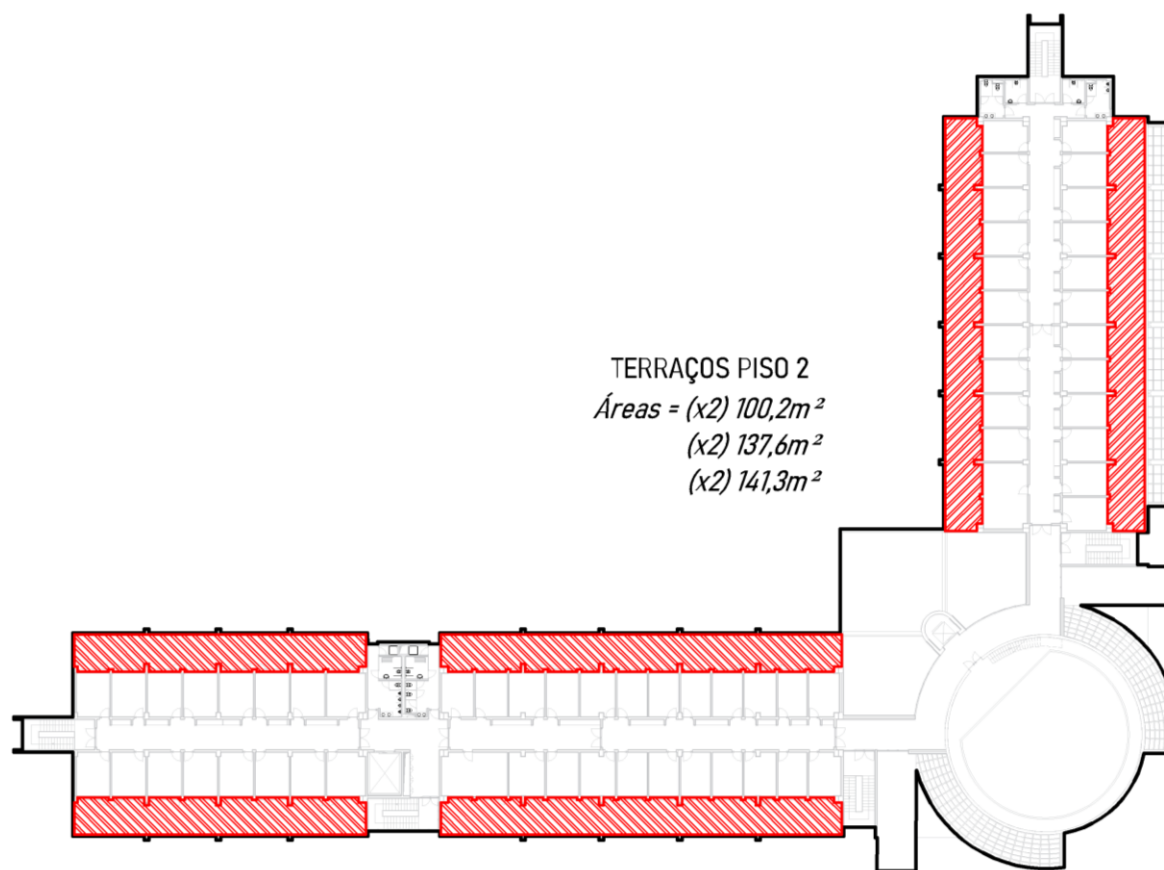 TERRAÇOS PISO 2
Áreas = (x2) 100,2m²
(x2) 137,6m²
(x2) 141,3m²